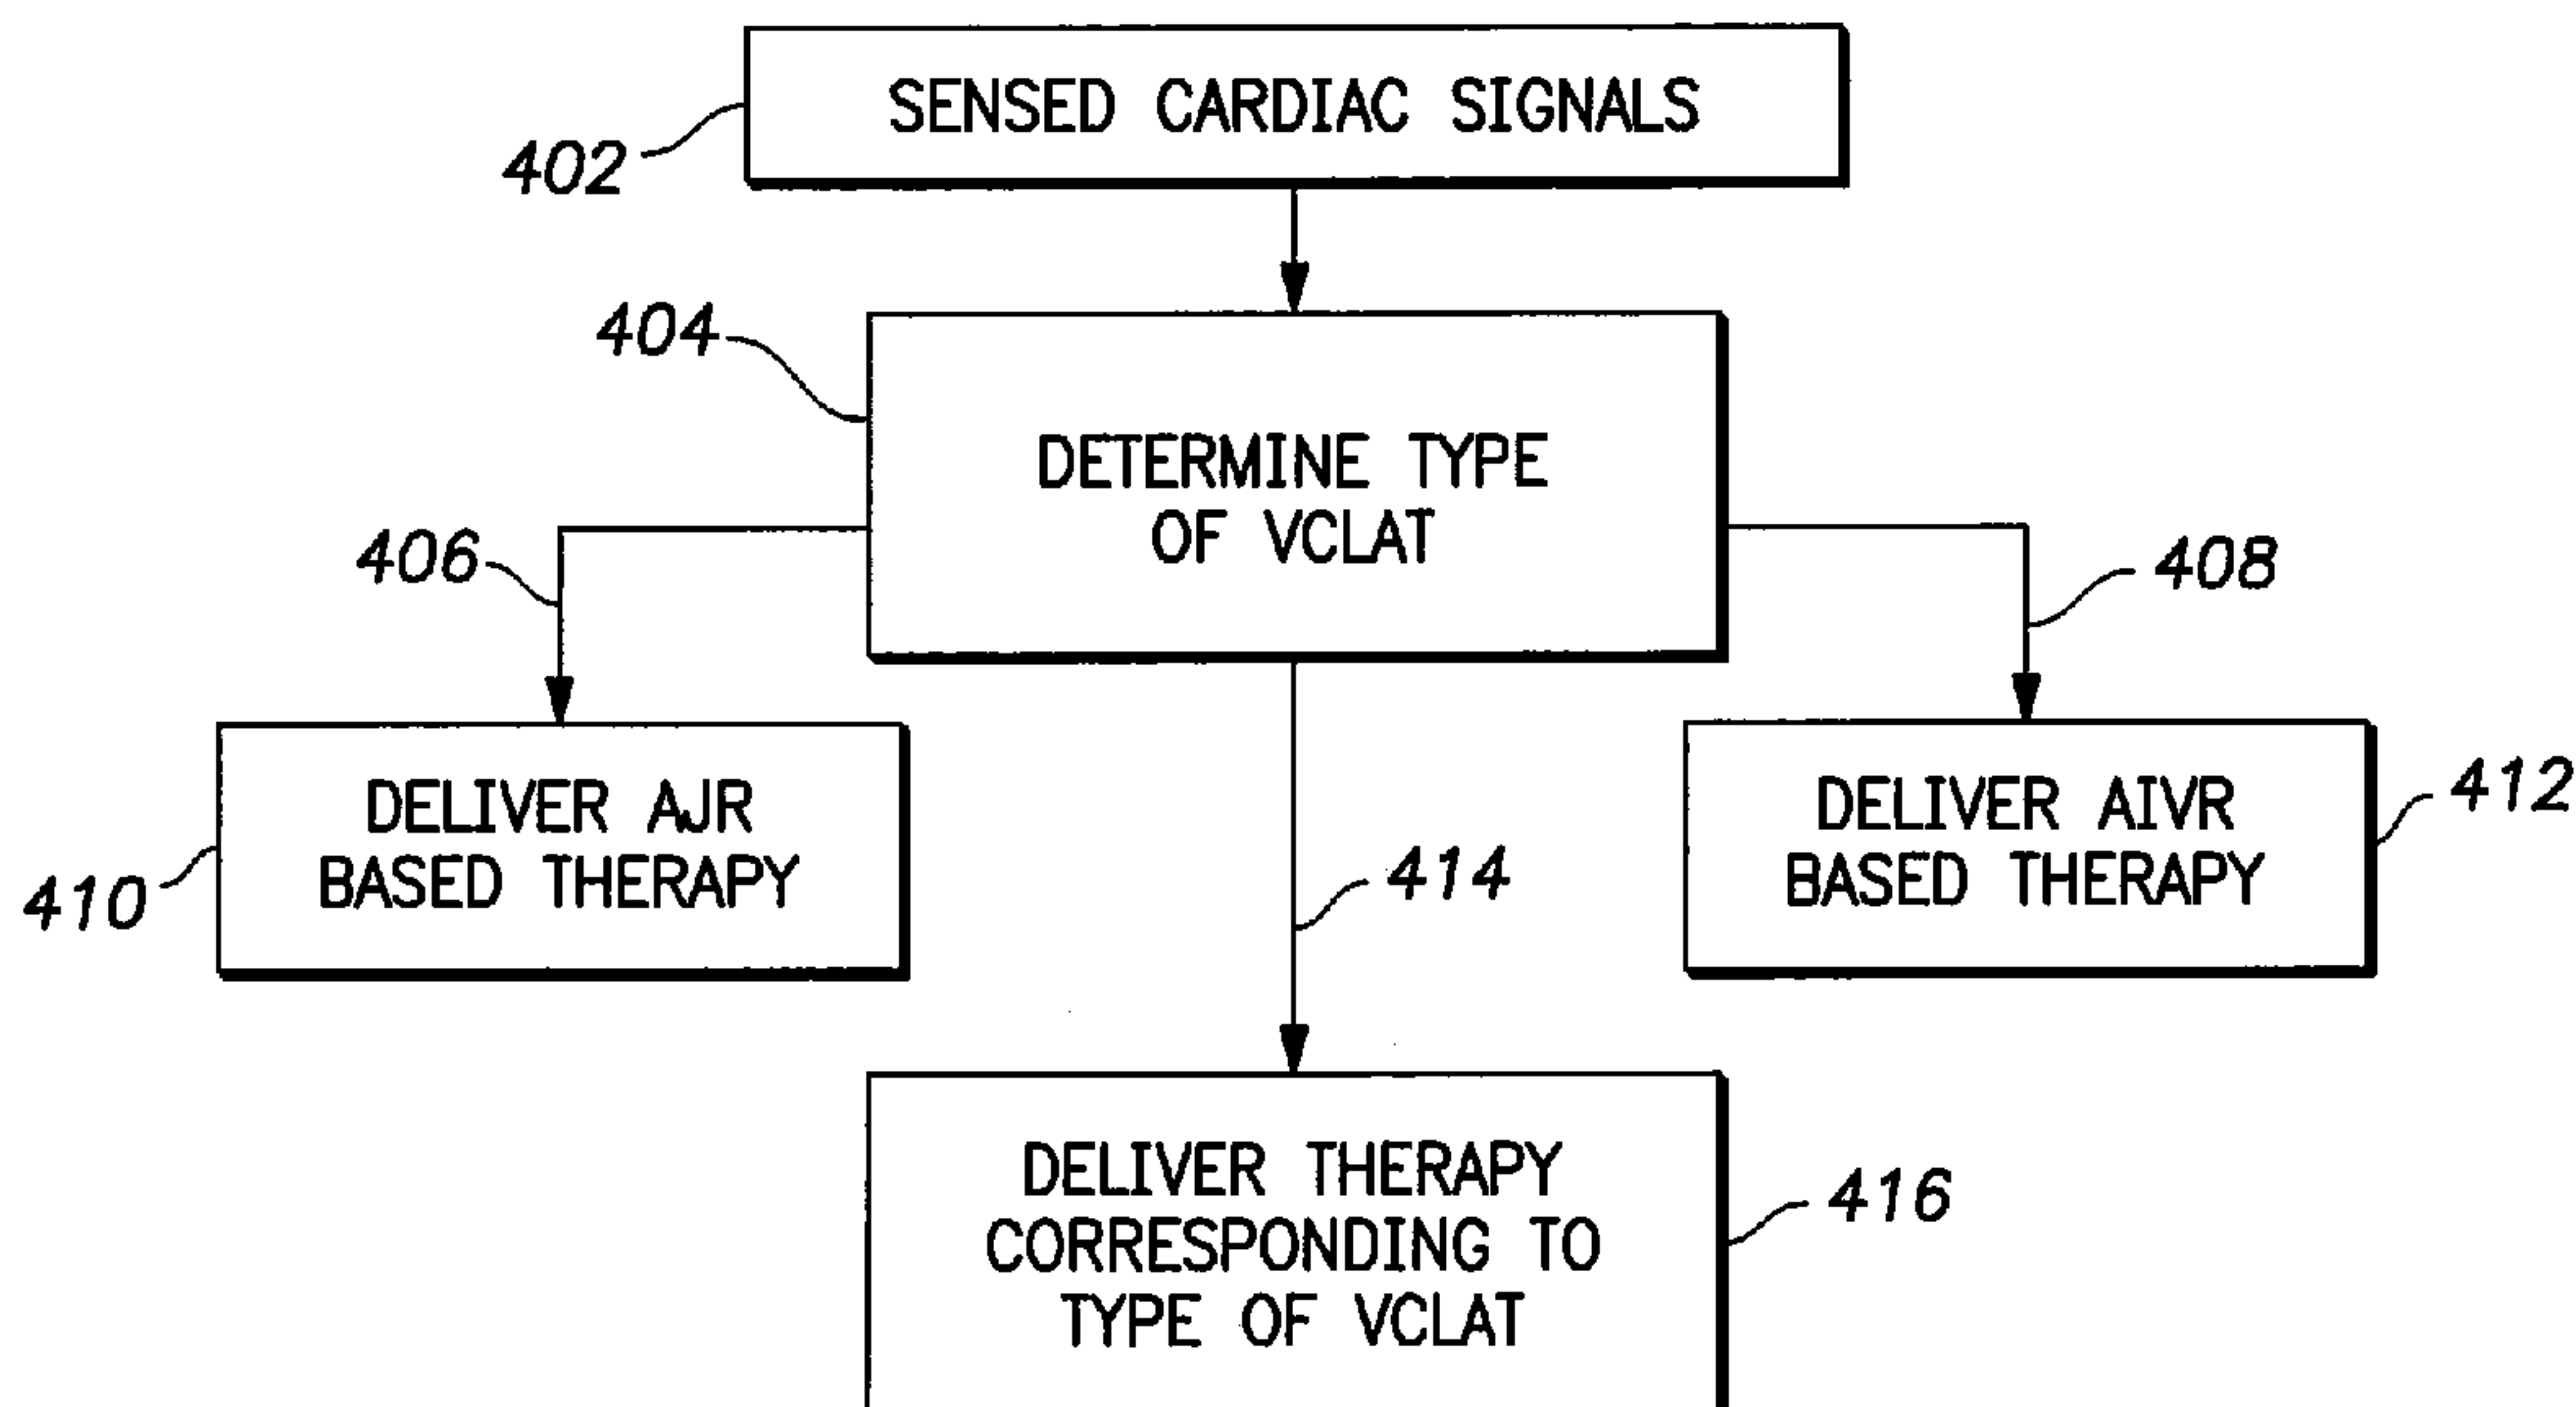 SENSED CARDIAC SIGNALS
402
404
DETERMINE TYPE
OF VCLAT
406
408
DELIVER AJR
BASED THERAPY
410
414
DELIVER AIVR
BASED THERAPY
412
DELIVER THERAPY
CORRESPONDING TO
TYPE OF VCLAT
416